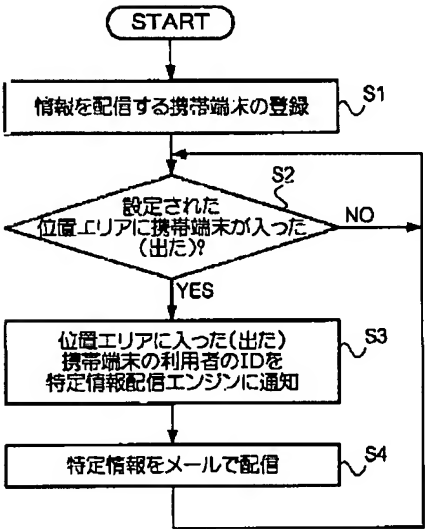 START
情報を配信する携帯端末の登録
S1
S2
設定された
位置エリアに携帯端末が入った
(出た)?
NO
YES
位置エリアに入った(出た)
携帯端末の利用者のIDを
特定情報配信エンジンに通知
S3
特定情報をメールで配信
S4